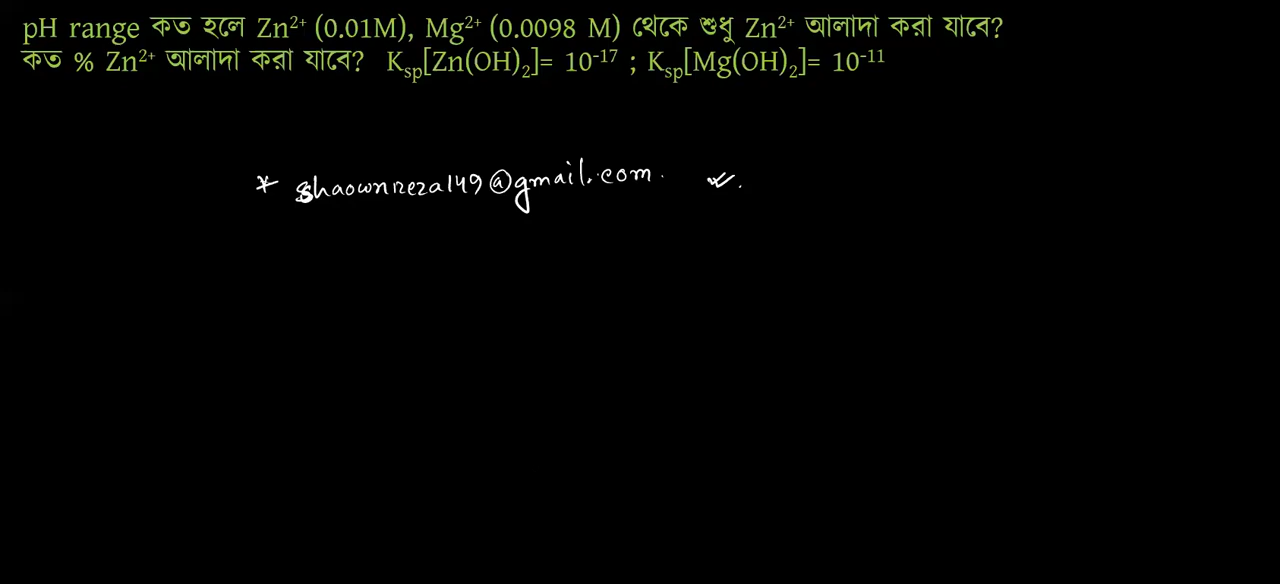 pH range কত হলে Zn²⁺ (0.01M), Mg²⁺ (0.0098 M) থেকে শুধু Zn²⁺ আলাদা করা যাবে?
কত % Zn²⁺ আলাদা করা যাবে? Kₛₚ[Zn(OH)₂]= 10⁻¹⁷ ; Kₛₚ[Mg(OH)₂]= 10⁻¹¹
* shaownreza149@gmail.com.